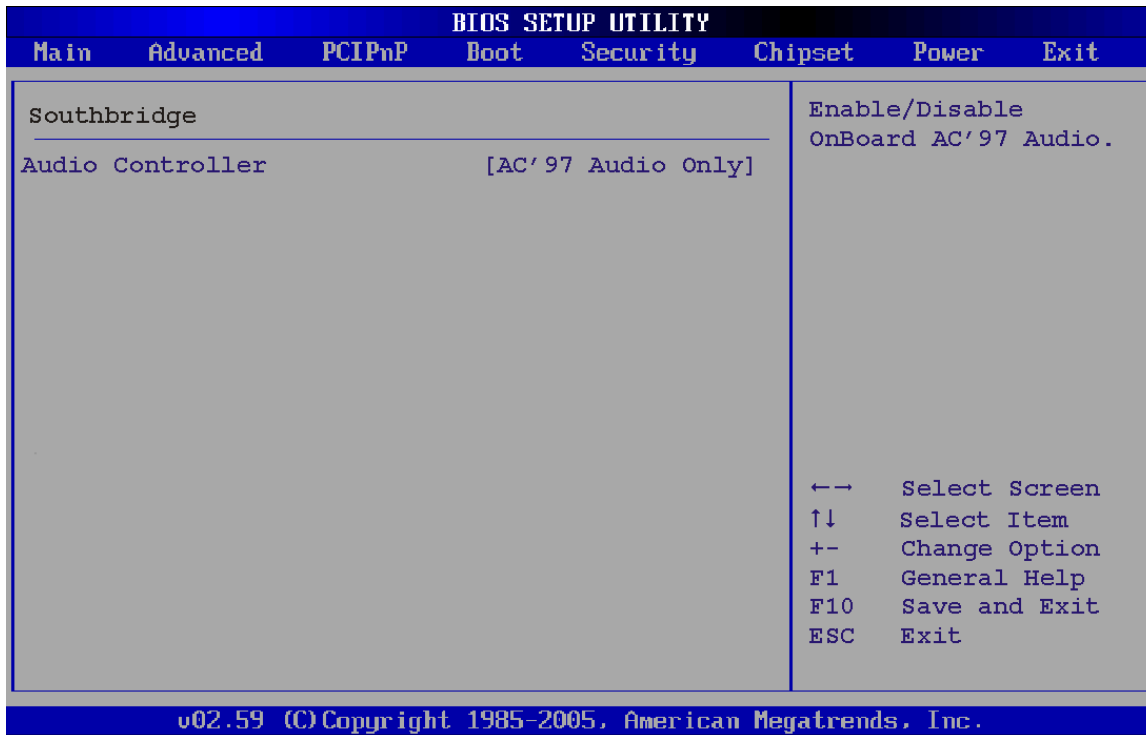 BIOS SETUP UTILITY
Main Advanced PCIPnP Boot Security Chipset Power Exit
Southbridge
Audio Controller [AC'97 Audio Only]
Enable/Disable
OnBoard AC'97 Audio.
←→ Select Screen
↑↓ Select Item
+- Change Option
F1 General Help
F10 Save and Exit
ESC Exit
v02.59 (C)Copyright 1985-2005, American Megatrends, Inc.